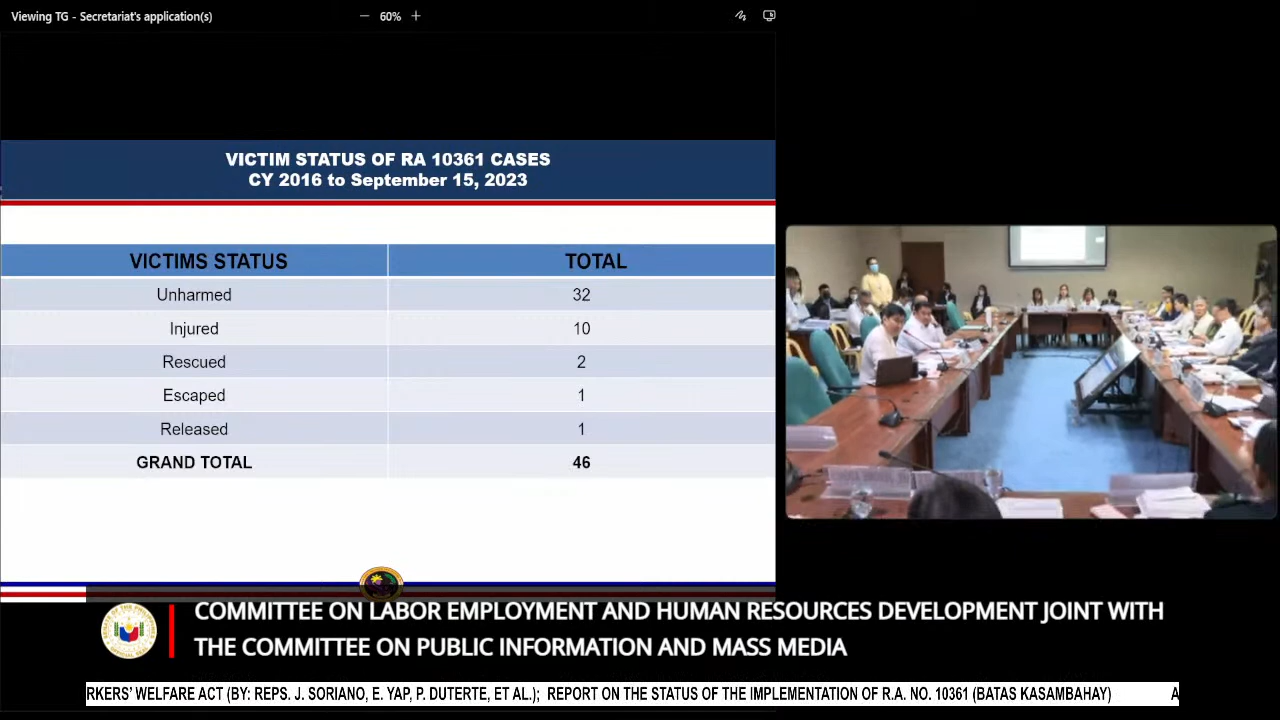 Viewing TG - Secretariat's application(s)
60%
VICTIM STATUS OF RA 10361 CASES
CY 2016 to September 15, 2023
VICTIMS STATUS TOTAL
Unharmed 32
Injured 10
Rescued 2
Escaped 1
Released 1
GRAND TOTAL 46
COMMITTEE ON LABOR EMPLOYMENT AND HUMAN RESOURCES DEVELOPMENT JOINT WITH
THE COMMITTEE ON PUBLIC INFORMATION AND MASS MEDIA
RKERS' WELFARE ACT (BY: REPS. J. SORIANO, E. YAP, P. DUTERTE, ET AL.); REPORT ON THE STATUS OF THE IMPLEMENTATION OF R.A. NO. 10361 (BATAS KASAMBAHAY) A